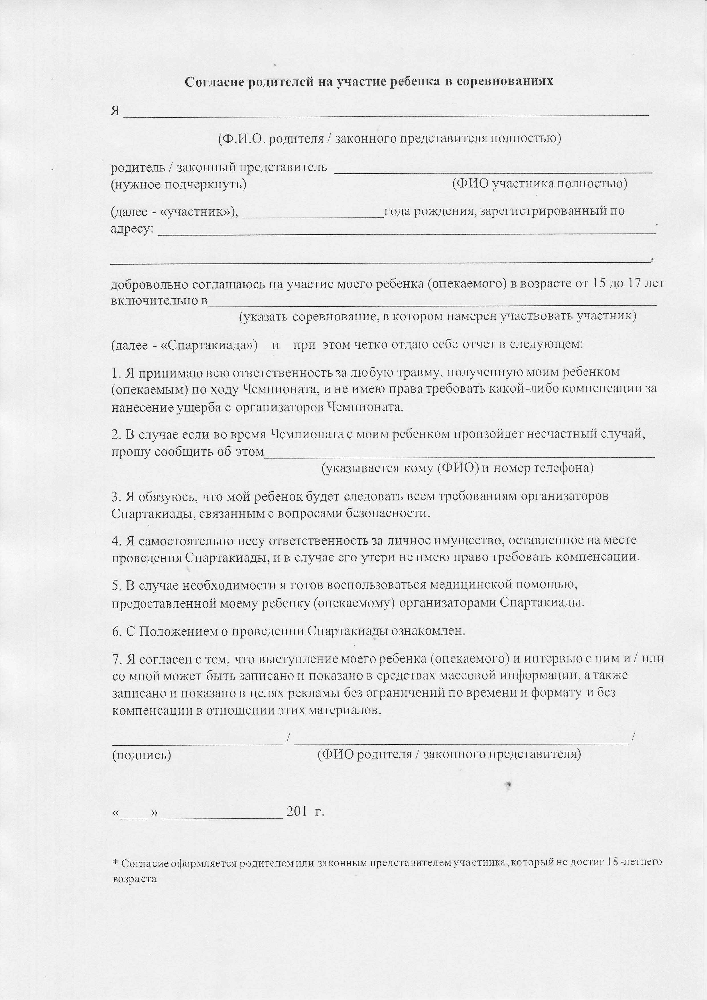 Согласие родителей на участие ребенка в соревнованиях
Я ____________________
(Ф.И.О. родителя / законного представителя полностью)
родитель / законный представитель ____________________
(нужное подчеркнуть) (ФИО участника полностью)
(далее - «участник»), ____________________года рождения, зарегистрированный по
адресу: ____________________
____________________,
добровольно соглашаюсь на участие моего ребенка (опекаемого) в возрасте от 15 до 17 лет
включительно в____________________
(указать соревнование, в котором намерен участвовать участник)
(далее - «Спартакиада») и при этом четко отдаю себе отчет в следующем:
1. Я принимаю всю ответственность за любую травму, полученную моим ребенком
(опекаемым) по ходу Чемпионата, и не имею права требовать какой-либо компенсации за
нанесение ущерба с организаторов Чемпионата.
2. В случае если во время Чемпионата с моим ребенком произойдет несчастный случай,
прошу сообщить об этом____________________
(указывается кому (ФИО) и номер телефона)
3. Я обязуюсь, что мой ребенок будет следовать всем требованиям организаторов
Спартакиады, связанным с вопросами безопасности.
4. Я самостоятельно несу ответственность за личное имущество, оставленное на месте
проведения Спартакиады, и в случае его утери не имею право требовать компенсации.
5. В случае необходимости я готов воспользоваться медицинской помощью,
предоставленной моему ребенку (опекаемому) организаторами Спартакиады.
6. С Положением о проведении Спартакиады ознакомлен.
7. Я согласен с тем, что выступление моего ребенка (опекаемого) и интервью с ним и / или
со мной может быть записано и показано в средствах массовой информации, а также
записано и показано в целях рекламы без ограничений по времени и формату и без
компенсации в отношении этих материалов.
____________________ / ____________________ /
(подпись) (ФИО родителя / законного представителя)
«____ » ____________________ 201 г.
* Согласие оформляется родителем или законным представителем участника, который не достиг 18 -летнего
возраста